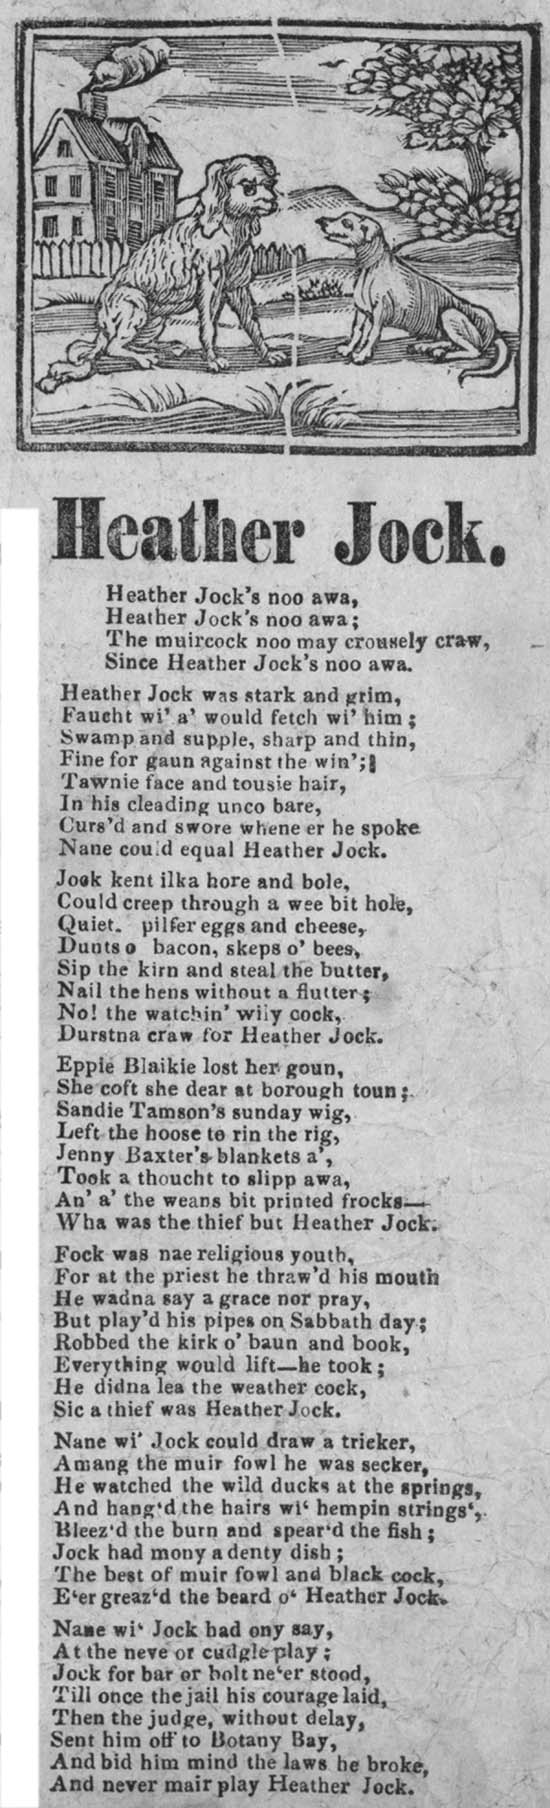 Heather Jock.
Heather Jock's noo awa,
Heather Jock's noo awa;
The muircock noo may crousely craw,
Since Heather Jock's noo awa.
Heather Jock was stark and grim,
Faucht wi' a' would fetch wi' him;
Swamp and supple, sharp and thin,
Fine for gaun against the win';
Tawnie face and tousie hair,
In his cleading unco bare,
Curs'd and swore whene er he spoke
Nane could equal Heather Jock.
Jock kent ilka hore and bole,
Could creep through a wee bit hole,
Quiet. pilfer eggs and cheese,
Dunts o bacon, skeps o' bees,
Sip the kirn and steal the butter,
Nail the hens without a flutter;
No! the watchin' wily cock,
Durstna craw for Heather Jock.
Eppie Blaikie lost her goun,
She coft she dear at borough toun;
Sandie Tamson's sunday wig,
Left the hoose to rin the rig,
Jenny Baxter's blankets a',
Took a thoucht to slipp awa,
An' a' the weans bit printed frocks—
Wha was the thief but Heather Jock.
Fock was nae religious youth,
For at the priest he thraw'd his mouth
He wadna say a grace nor pray,
But play'd his pipes on Sabbath day;
Robbed the kirk o' baun and book,
Everything would lift—he took;
He didna lea the weather cock,
Sic a thief was Heather Jock.
Nane wi' Jock could draw a tricker,
Amang the muir fowl he was secker,
He watched the wild ducks at the springs,
And hang‘d the hairs wi‘ hempin strings‘,
Bleez‘d the burn and spear‘d the fish;
Jock had mony a denty dish;
The best of muir fowl and black cock,
E‘er greaz‘d the beard o‘ Heather Jock.
Nane wi‘ Jock had ony say,
At the neve or cudgle play;
Jock for bar or bolt ne‘er stood,
Till once the jail his courage laid,
Then the judge, without delay,
Sent him off to Botany Bay,
And bid him mind the laws he broke,
And never mair play Heather Jock.